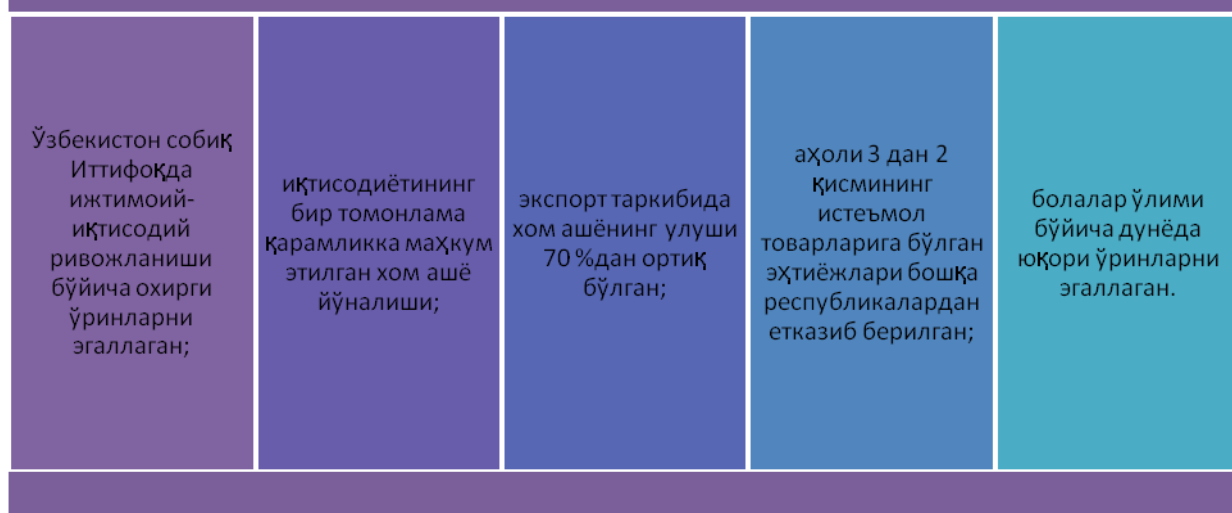 Ўзбекистон собиқ
Иттифоқда
ижтимоий-
иқтисодий
ривожланиши
бўйича охирги
ўринларни
эгаллаган;
иқтисодиётининг
бир томонлама
қарамликка маҳкум
этилган хом ашё
йўналиши;
экспорт таркибида
хом ашёнинг улуши
70 %дан ортиқ
бўлган;
аҳоли 3 дан 2
қисмининг
истеъмол
товарларига бўлган
эҳтиёжлари бошқа
республикалардан
етказиб берилган;
болалар ўлими
бўйича дунёда
юқори ўринларни
эгаллаган.